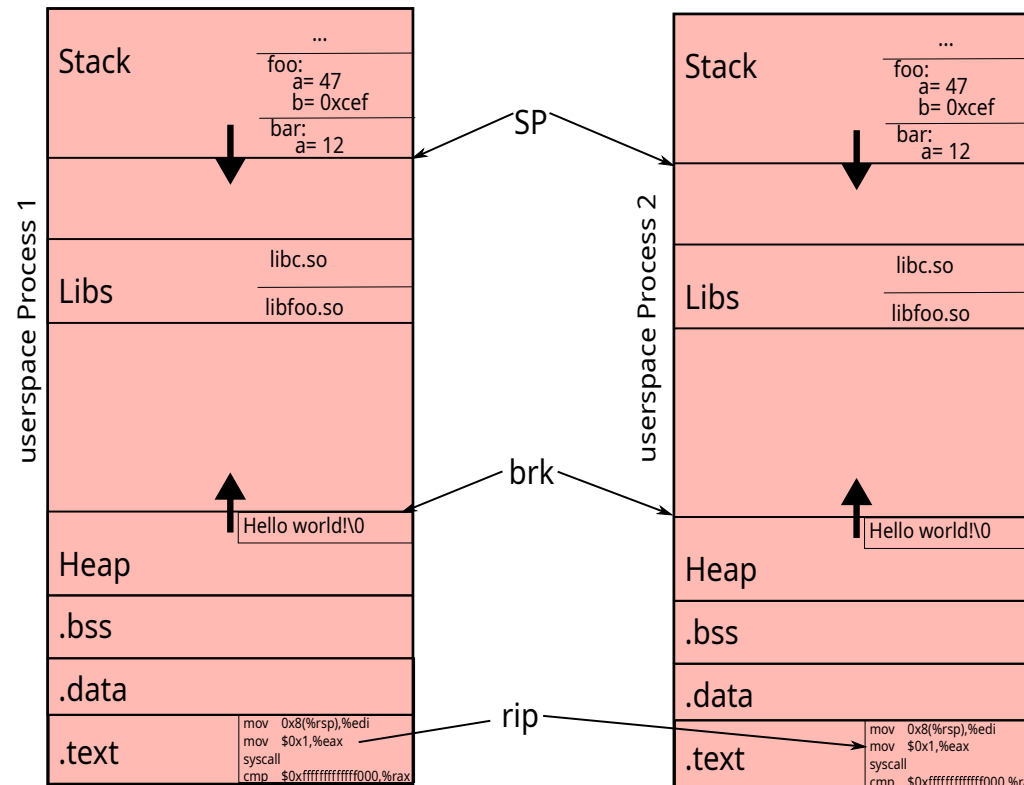 userspace Process 1
Stack
...
foo:
a= 47
b= 0xcef
bar:
a= 12
Libs
libc.so
libfoo.so
Hello world!\0
Heap
.bss
.data
.text
mov 0x8(%rsp),%edi
mov $0x1,%eax
syscall
cmp $0xfffffffffffff000,%rax
SP
brk
rip
userspace Process 2
Stack
...
foo:
a= 47
b= 0xcef
bar:
a= 12
Libs
libc.so
libfoo.so
Hello world!\0
Heap
.bss
.data
.text
mov 0x8(%rsp),%edi
mov $0x1,%eax
syscall
cmp $0xfffffffffffff000,%ra